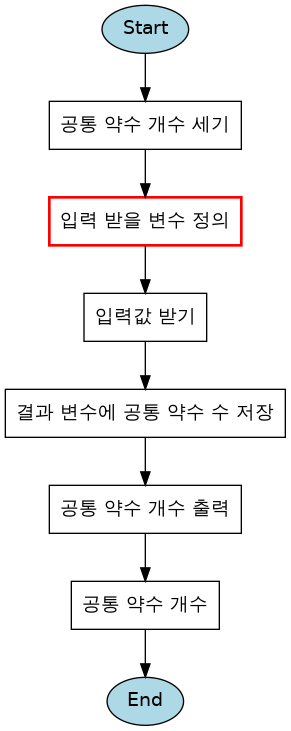 Start
공통 약수 개수 세기
입력 받을 변수 정의
입력값 받기
결과 변수에 공통 약수 수 저장
공통 약수 개수 출력
공통 약수 개수
End